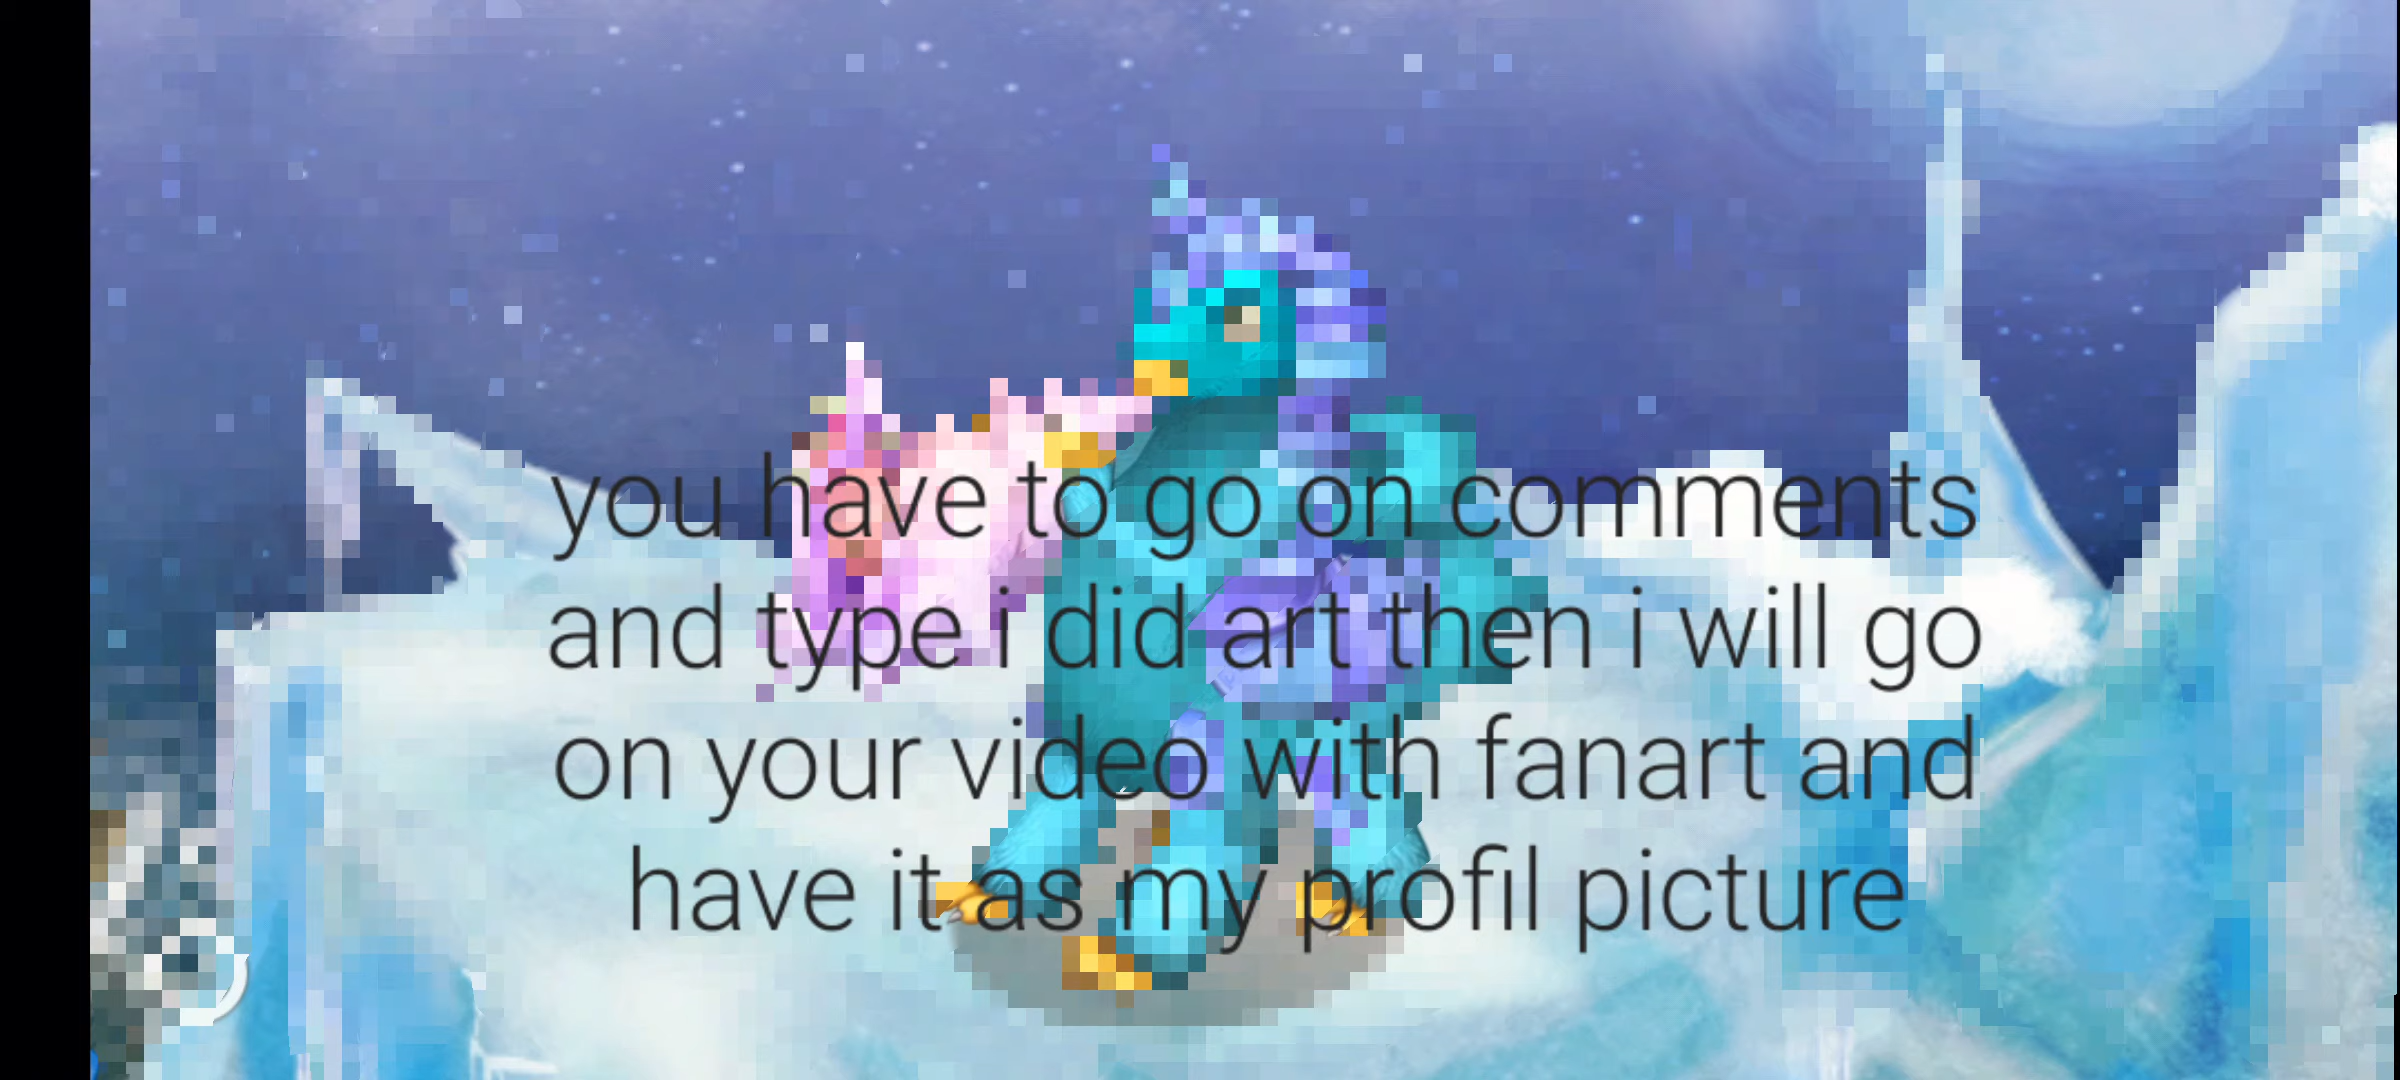 you have to go on comments
and type i did art then i will go
on your video with fanart and
have it as my profil picture